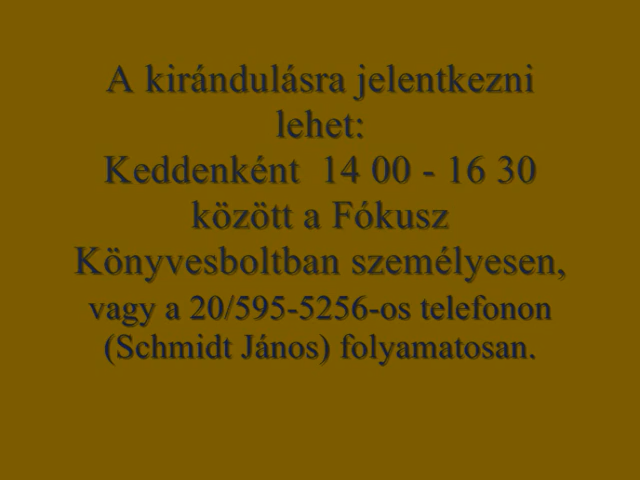 A kirándulásra jelentkezni
lehet:
Keddenként  14 00 - 16 30
között a Fókusz
Könyvesboltban személyesen,
vagy a 20/595-5256-os telefonon
(Schmidt János) folyamatosan.